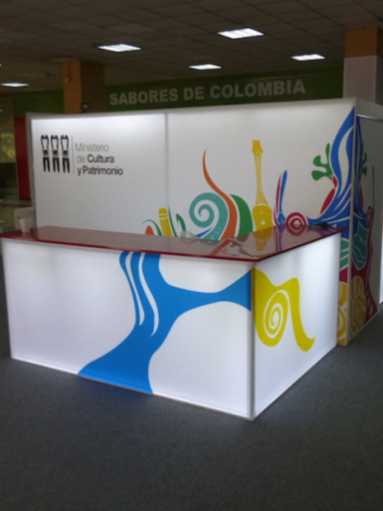 SABORES DE COLOMBIA
Ministerio
de Cultura
y Patrimonio